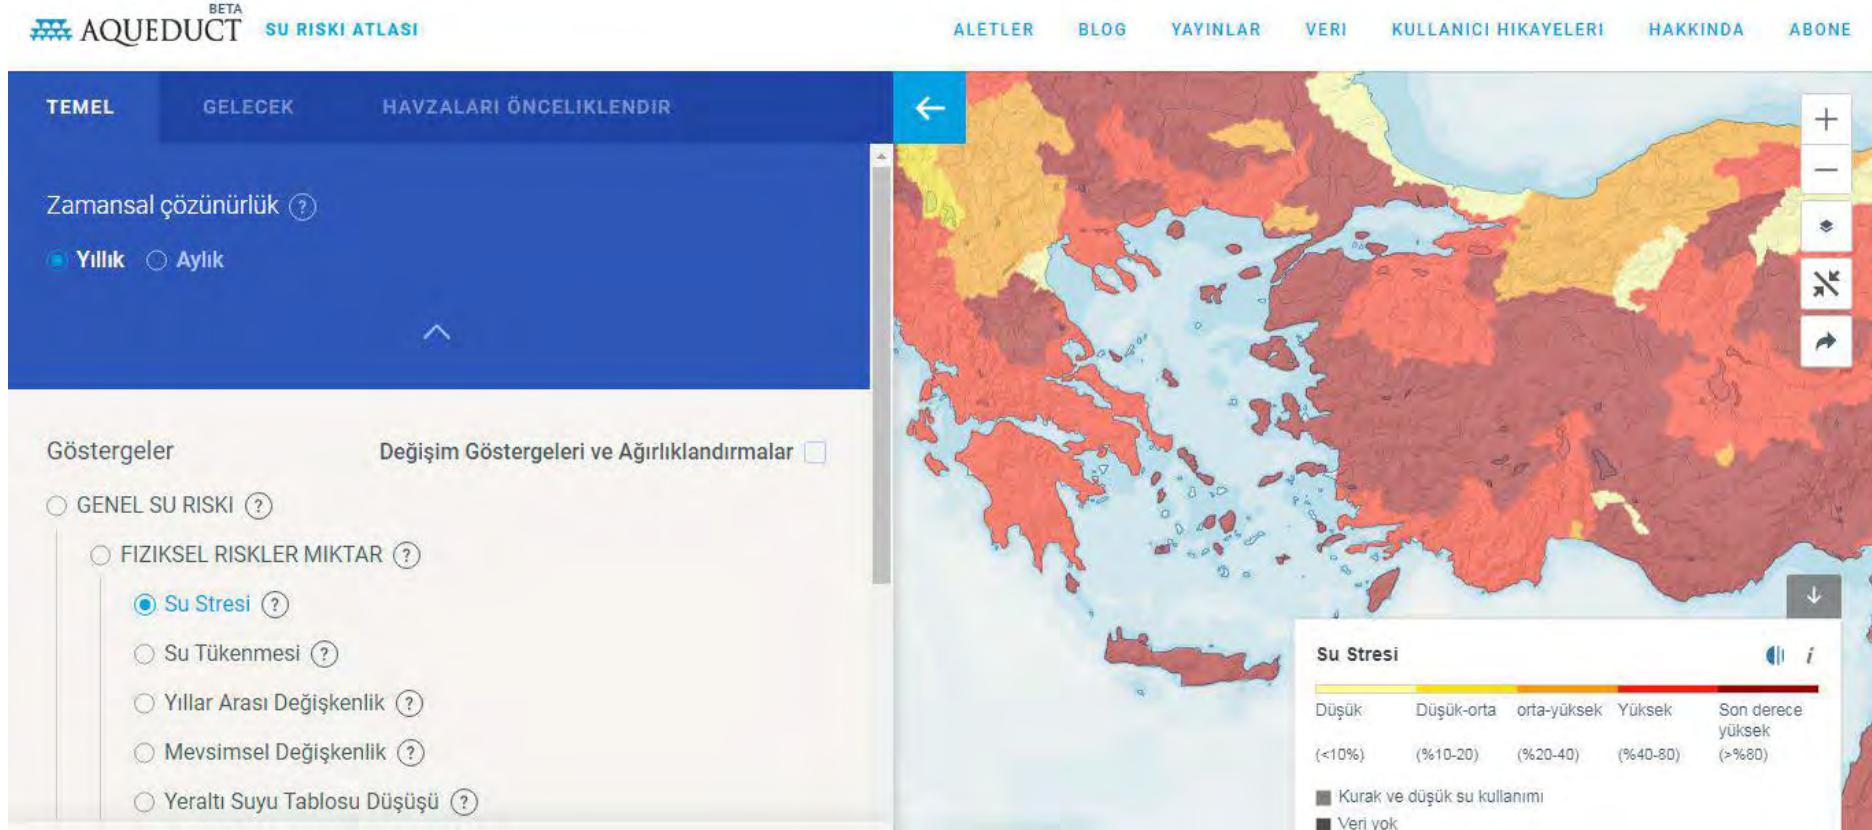 BETA
AQUEDUCT SU RISKI ATLASI
ALETLER BLOG YAYINLAR VERI KULLANICI HIKAYELERI HAKKINDA ABONE
TEMEL GELECEK HAVZALARI ÖNCELIKLENDIR
Zamansal çözünürlük ?
Yıllık Aylık
Göstergeler Değişim Göstergeleri ve Ağırlıklandırmalar
GENEL SU RISKI ?
FIZIKSEL RISKLER MIKTAR ?
Su Stresi ?
Su Tükenmesi ?
Yıllar Arası Değişkenlik ?
Mevsimsel Değişkenlik ?
Yeraltı Suyu Tablosu Düşüşü ?
Su Stresi i
Düşük Düşük-orta orta-yüksek Yüksek Son derece
yüksek
(<10%) (%10-20) (%20-40) (%40-80) (>%80)
Kurak ve düşük su kullanımı
Veri yok